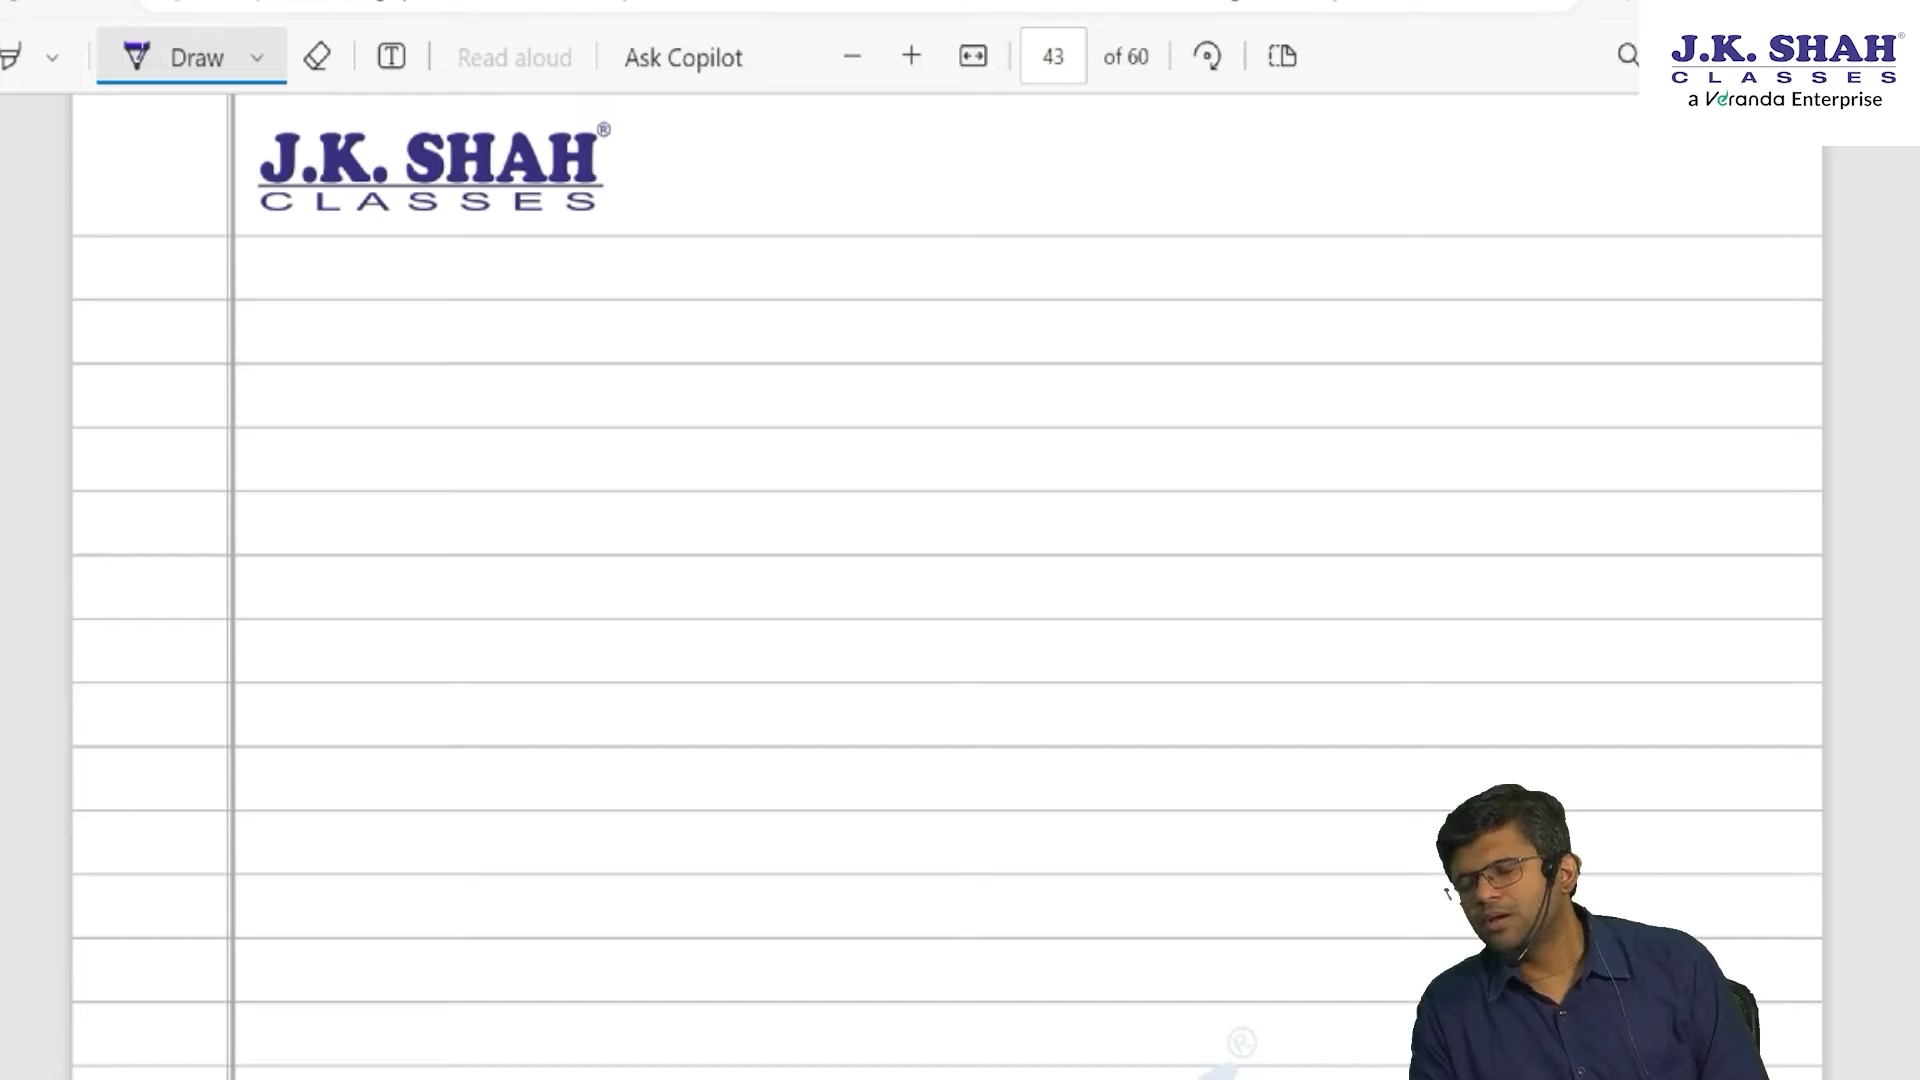 Draw
Read aloud
Ask Copilot
43 of 60
J.K. SHAH®
CLASSES
a Veranda Enterprise
J.K. SHAH®
CLASSES
®